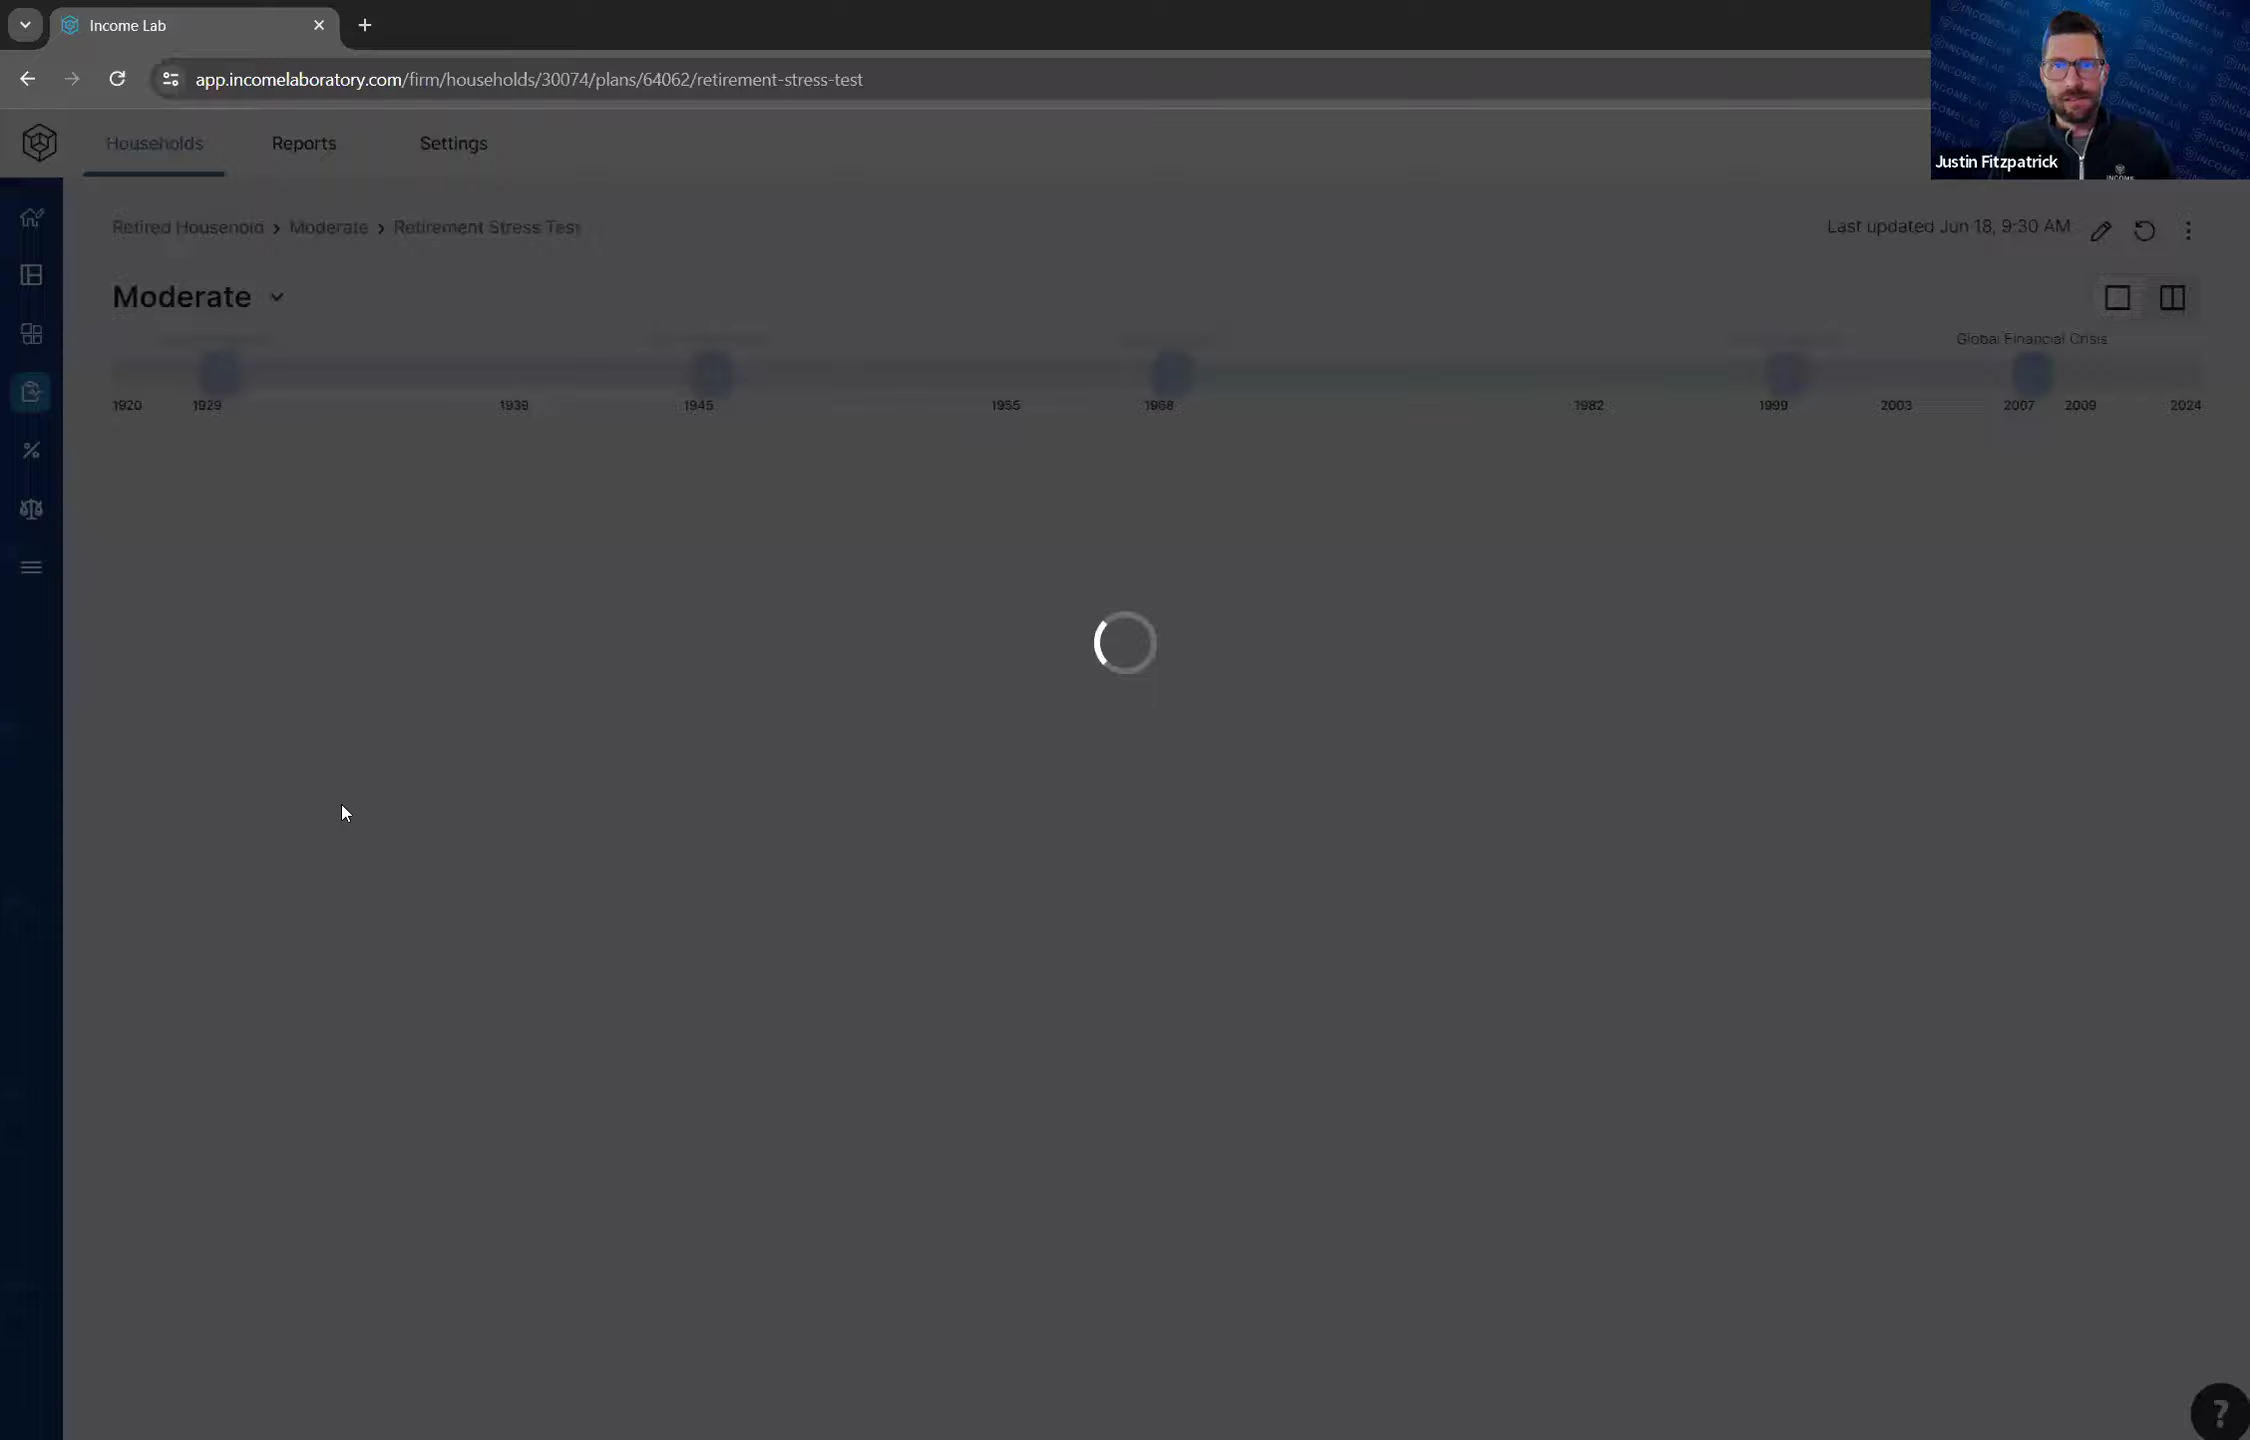 Income Lab
app.incomelaboratory.com/firm/households/30074/plans/64062/retirement-stress-test
Justin Fitzpatrick
Households Reports Settings
Retired Household > Moderate > Retirement Stress Test
Last updated Jun 18, 9:30 AM
Moderate
Global Financial Crisis
1920 1929 1939 1945 1955 1968 1982 1999 2003 2007 2009 2024
?